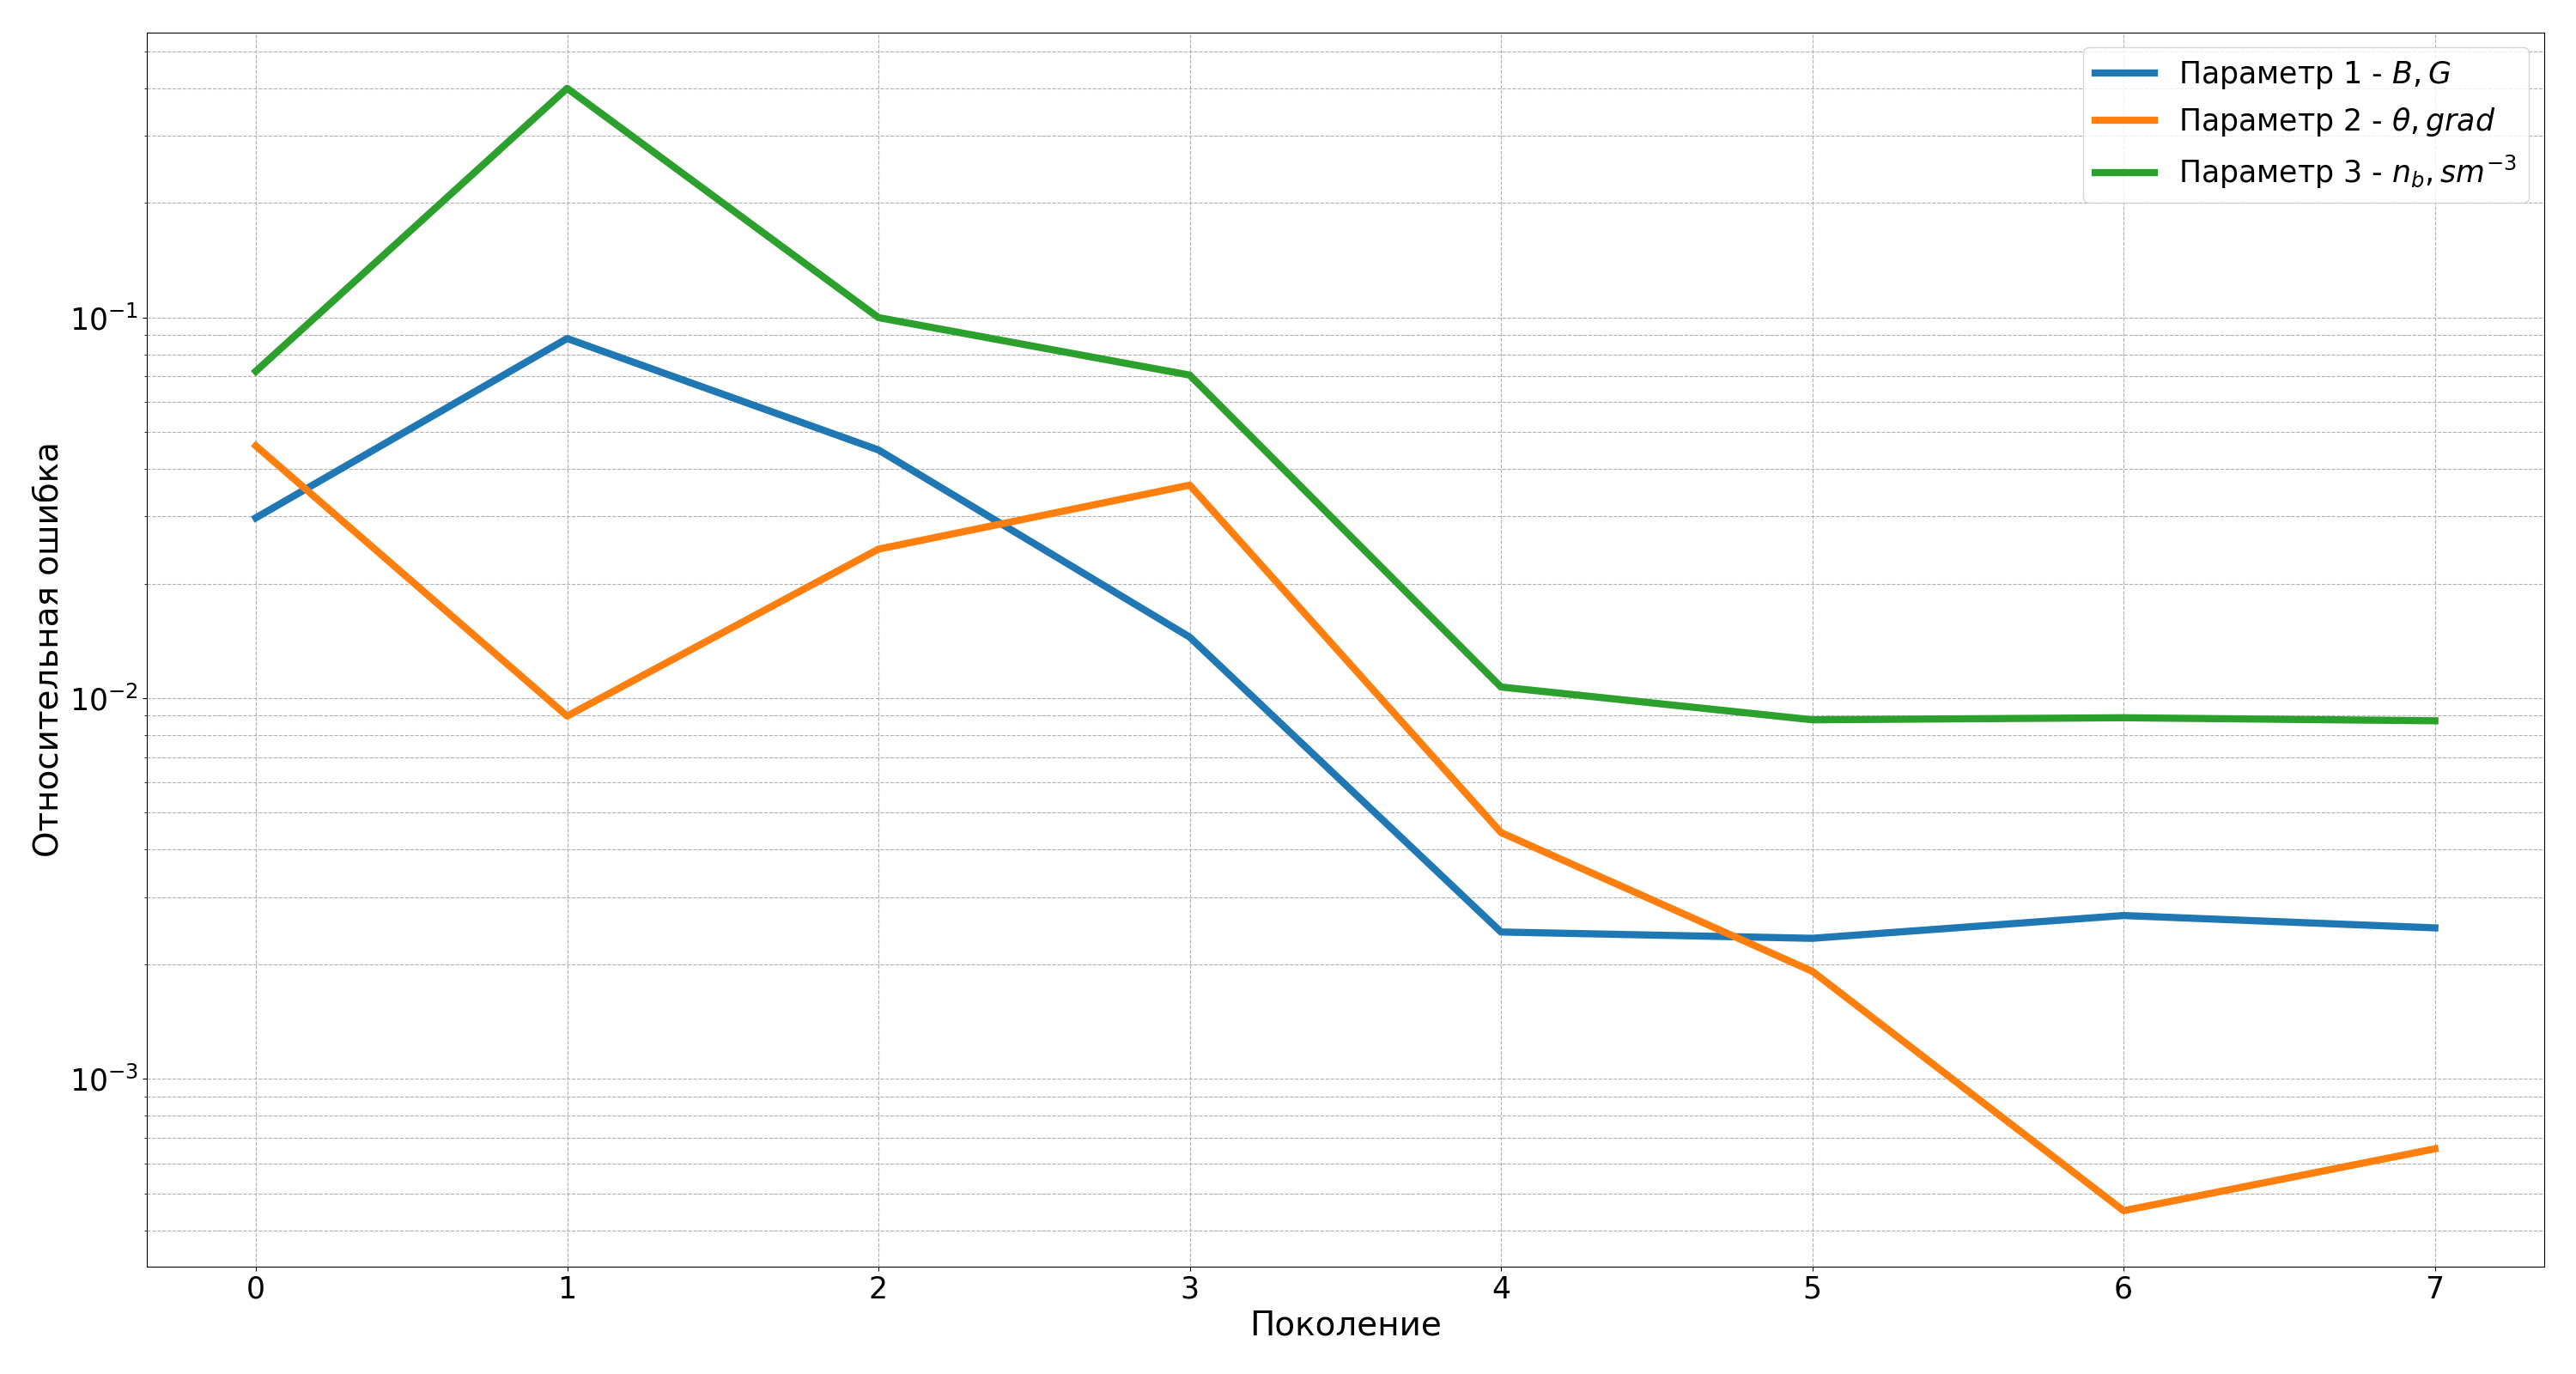 Параметр 1 - B, G
Параметр 2 - θ, grad
Параметр 3 - n_b, sm^{-3}
Относительная ошибка
10^{-1}
10^{-2}
10^{-3}
0 1 2 3 4 5 6 7
Поколение